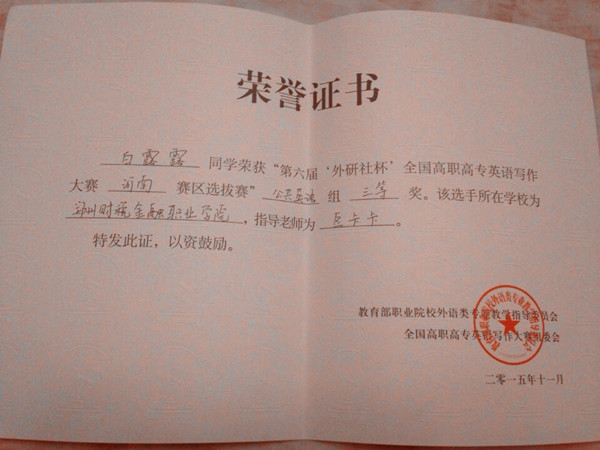 荣誉证书
白露露 同学荣获“第六届‘外研社杯’全国高职高专英语写作
大赛 河南 赛区选拔赛” 公共英语 组 三等 奖。该选手所在学校为
郑州财税金融职业学院，指导老师为 卡卡。
特发此证，以资鼓励。
教育部职业院校外语类专业教学指导委员会
全国高职高专英语写作大赛组委会
二零一五年十一月